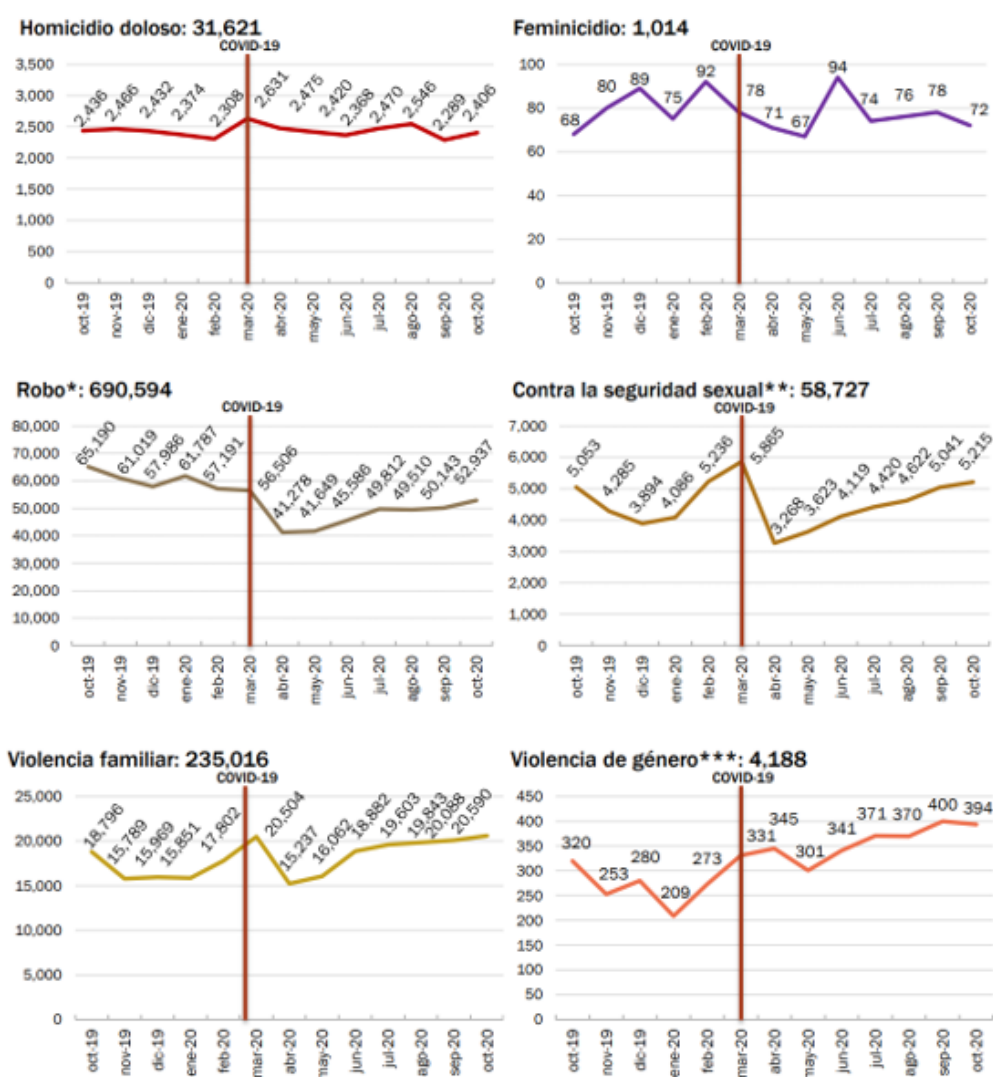 Homicidio doloso: 31,621
COVID-19
3,500
3,000
2,500
2,000
1,500
1,000
500
0
2,436 2,466 2,432 2,374 2,308 2,631 2,475 2,420 2,368 2,470 2,546 2,289 2,406
oct-19 nov-19 dic-19 ene-20 feb-20 mar-20 abr-20 may-20 jun-20 jul-20 ago-20 sep-20 oct-20
Feminicidio: 1,014
COVID-19
100
80
60
40
20
0
68 80 89 75 92 78 71 67 94 74 76 78 72
oct-19 nov-19 dic-19 ene-20 feb-20 mar-20 abr-20 may-20 jun-20 jul-20 ago-20 sep-20 oct-20
Robo*: 690,594
COVID-19
80,000
70,000
60,000
50,000
40,000
30,000
20,000
10,000
0
65,190 61,019 57,986 61,787 57,191 56,506 41,278 41,649 45,586 49,812 49,510 50,143 52,937
oct-19 nov-19 dic-19 ene-20 feb-20 mar-20 abr-20 may-20 jun-20 jul-20 ago-20 sep-20 oct-20
Contra la seguridad sexual**: 58,727
COVID-19
7,000
6,000
5,000
4,000
3,000
2,000
1,000
0
5,053 4,285 3,894 4,086 5,236 5,865 3,268 3,623 4,119 4,420 4,622 5,041 5,215
oct-19 nov-19 dic-19 ene-20 feb-20 mar-20 abr-20 may-20 jun-20 jul-20 ago-20 sep-20 oct-20
Violencia familiar: 235,016
COVID-19
25,000
20,000
15,000
10,000
5,000
0
18,796 15,789 15,969 15,851 17,802 20,504 15,237 16,062 18,882 19,603 19,843 20,088 20,590
oct-19 nov-19 dic-19 ene-20 feb-20 mar-20 abr-20 may-20 jun-20 jul-20 ago-20 sep-20 oct-20
Violencia de género***: 4,188
COVID-19
450
400
350
300
250
200
150
100
50
0
320 253 280 209 273 331 345 301 341 371 370 400 394
oct-19 nov-19 dic-19 ene-20 feb-20 mar-20 abr-20 may-20 jun-20 jul-20 ago-20 sep-20 oct-20